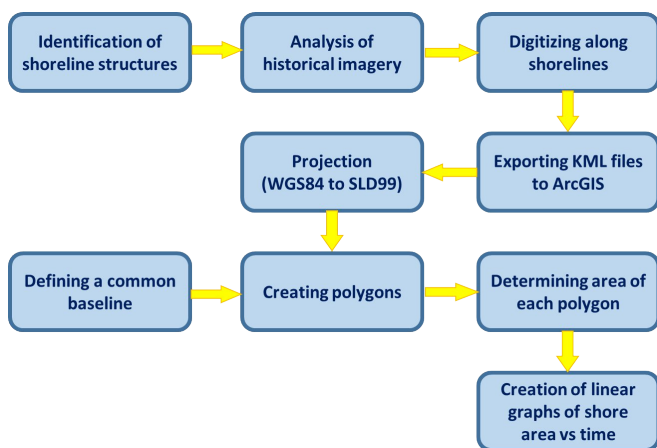 Identification of
shoreline structures
Analysis of
historical imagery
Digitizing along
shorelines
Exporting KML files
to ArcGIS
Projection
(WGS84 to SLD99)
Defining a common
baseline
Creating polygons
Determining area of
each polygon
Creation of linear
graphs of shore
area vs time